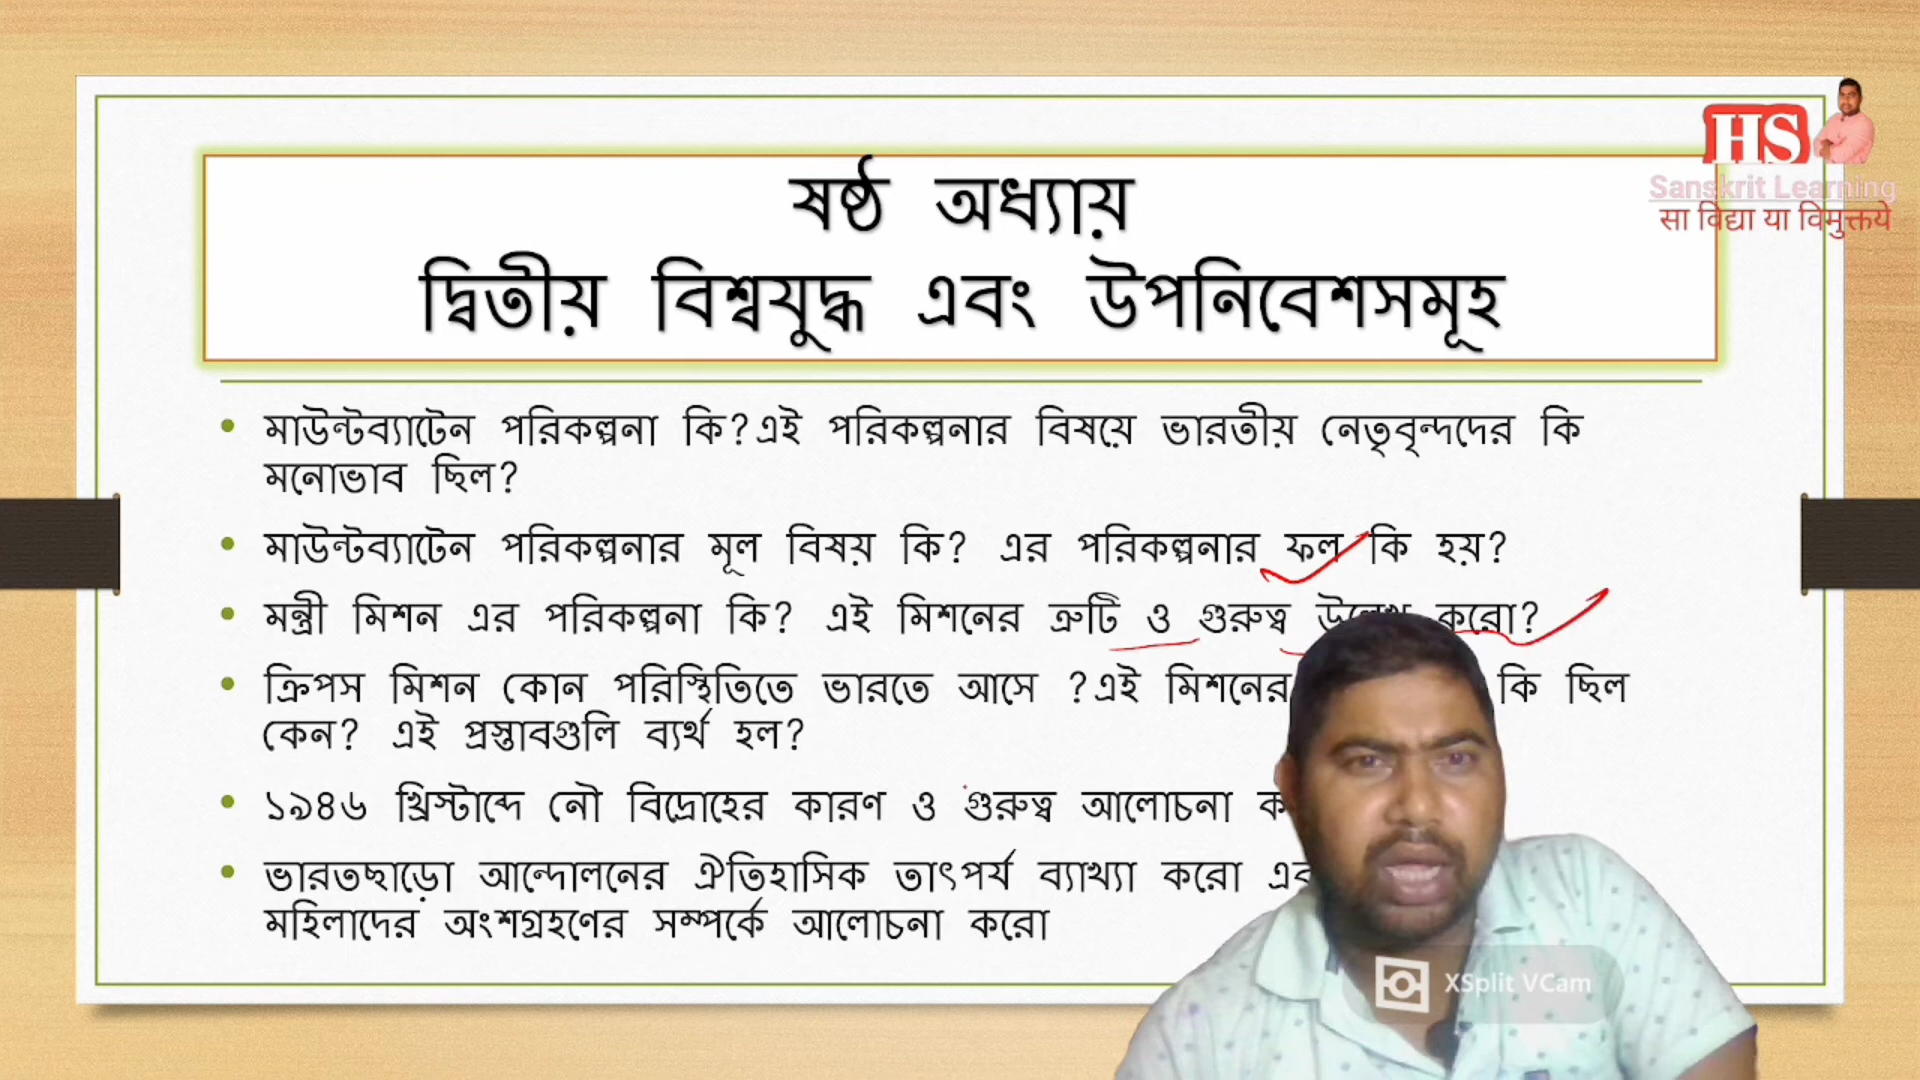 HS
Sanskrit Learning
सा विद्या या विमुक्तये
ষষ্ঠ অধ্যায়
দ্বিতীয় বিশ্বযুদ্ধ এবং উপনিবেশসমূহ
• মাউন্টব্যাটেন পরিকল্পনা কি?এই পরিকল্পনার বিষয়ে ভারতীয় নেতৃবৃন্দদের কি
মনোভাব ছিল?
• মাউন্টব্যাটেন পরিকল্পনার মূল বিষয় কি? এর পরিকল্পনার ফল কি হয়?
• মন্ত্রী মিশন এর পরিকল্পনা কি? এই মিশনের ত্রুটি ও গুরুত্ব উল্লেখ করো?
• ক্রিপস মিশন কোন পরিস্থিতিতে ভারতে আসে ?এই মিশনের কি ছিল
কেন? এই প্রস্তাবগুলি ব্যর্থ হল?
• ১৯৪৬ খ্রিস্টাব্দে নৌ বিদ্রোহের কারণ ও গুরুত্ব আলোচনা
• ভারতছাড়ো আন্দোলনের ঐতিহাসিক তাৎপর্য ব্যাখ্যা করো
মহিলাদের অংশগ্রহণের সম্পর্কে আলোচনা করো
XSplit VCam